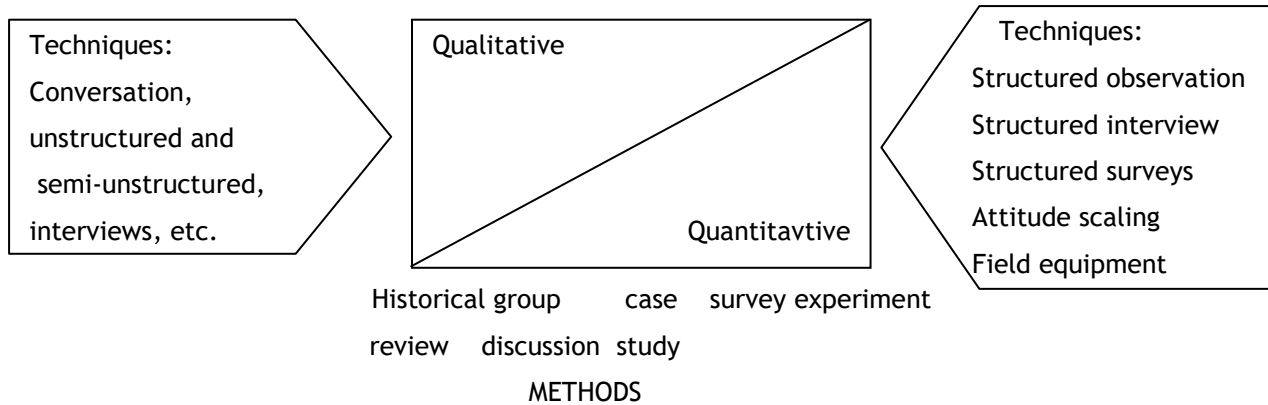 Techniques:
Conversation,
unstructured and
semi-unstructured,
interviews, etc.
Qualitative
Quantitavtive
Techniques:
Structured observation
Structured interview
Structured surveys
Attitude scaling
Field equipment
Historical group case survey experiment
review discussion study
METHODS